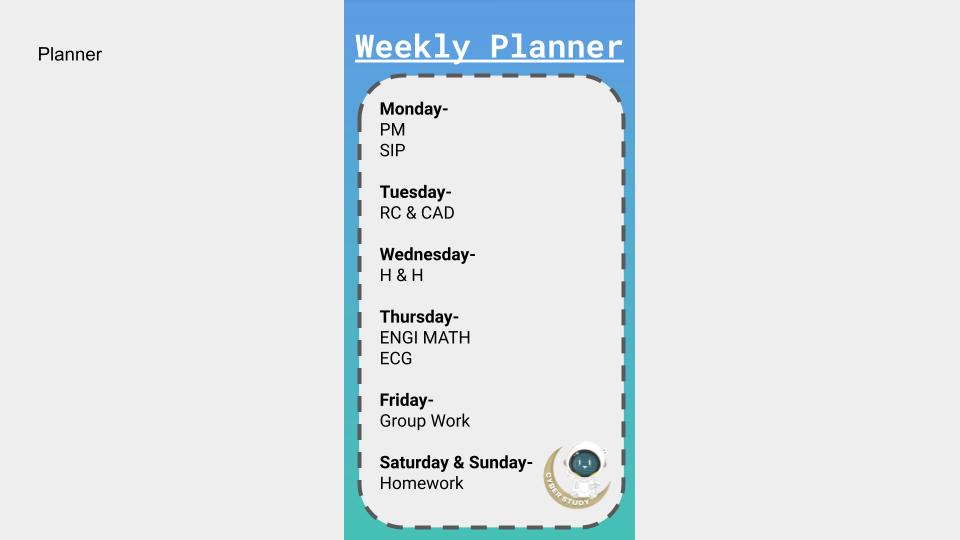 Planner
Weekly Planner
Monday-
PM
SIP
Tuesday-
RC & CAD
Wednesday-
H & H
Thursday-
ENGI MATH
ECG
Friday-
Group Work
Saturday & Sunday-
Homework
CYBER STUDY